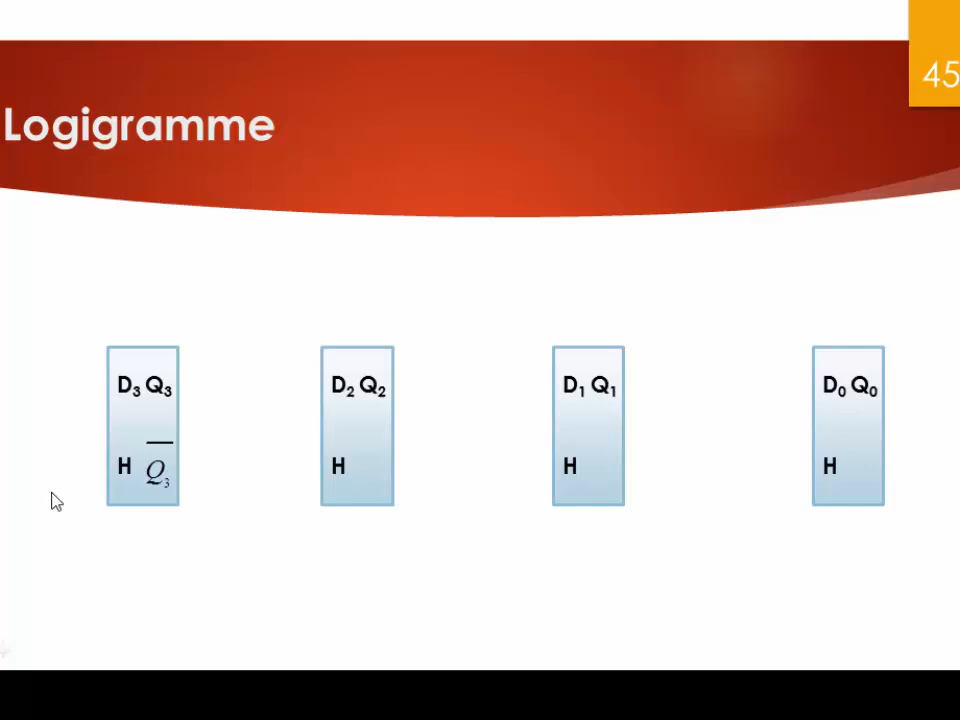 45
Logigramme
D₃ Q₃ D₂ Q₂ D₁ Q₁ D₀ Q₀
H Q̅₃ H H H